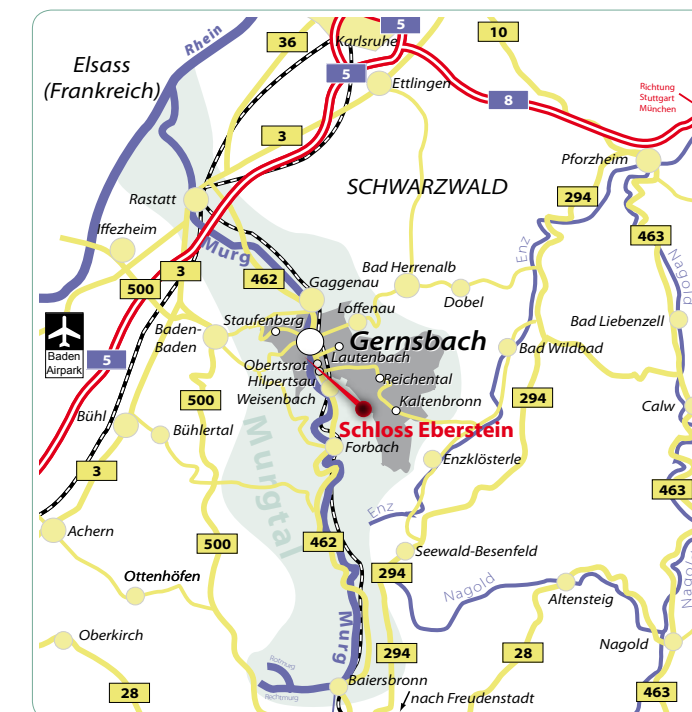 5
36
10
Karlsruhe
Rhein
Elsass
(Frankreich)
5
Ettlingen
8
Richtung
Stuttgart
München
3
Pforzheim
SCHWARZWALD
Rastatt
294
Iffezheim
463
Murg
Enz
Nagold
3
462
Bad Herrenalb
500
Gaggenau
Dobel
Loffenau
Staufenberg
Bad Liebenzell
Baden-
Baden
Gernsbach
Baden
Airpark
5
Lautenbach
Bad Wildbad
Obertsrot
Hilpertsau
Reichental
Weisenbach
500
Kaltenbronn
294
Calw
Bühl
Bühlertal
Schloss Eberstein
Murgtal
Forbach
Enzklösterle
3
463
Enz
Achern
500
462
Seewald-Besenfeld
294
Nagold
Nagold
Ottenhöfen
Altensteig
Murg
Oberkirch
294
28
Nagold
Rotmurg
Rechtmurg
Baiersbronn
28
nach Freudenstadt
463